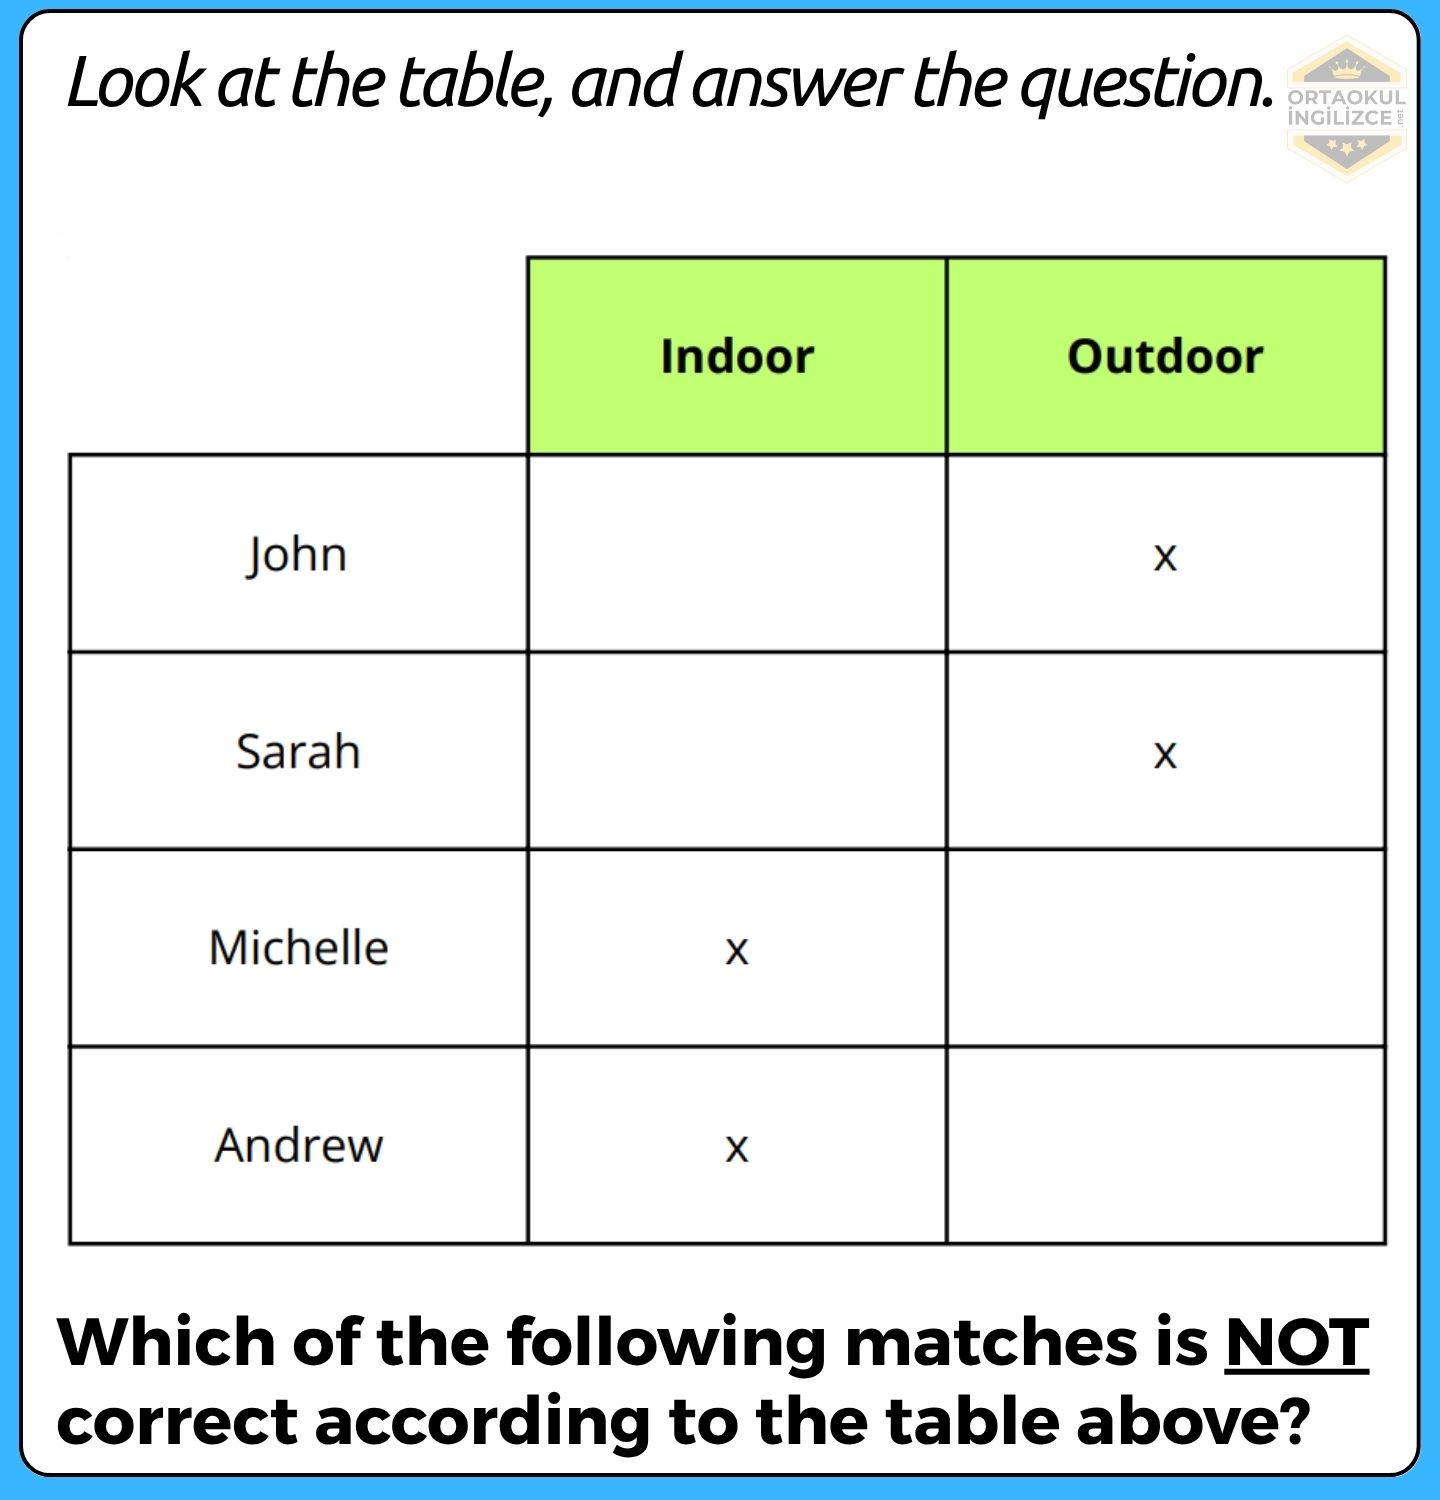 Look at the table, and answer the question.
ORTAOKUL
İNGİLİZCE
.net
Indoor Outdoor
John x
Sarah x
Michelle x
Andrew x
Which of the following matches is NOT
correct according to the table above?